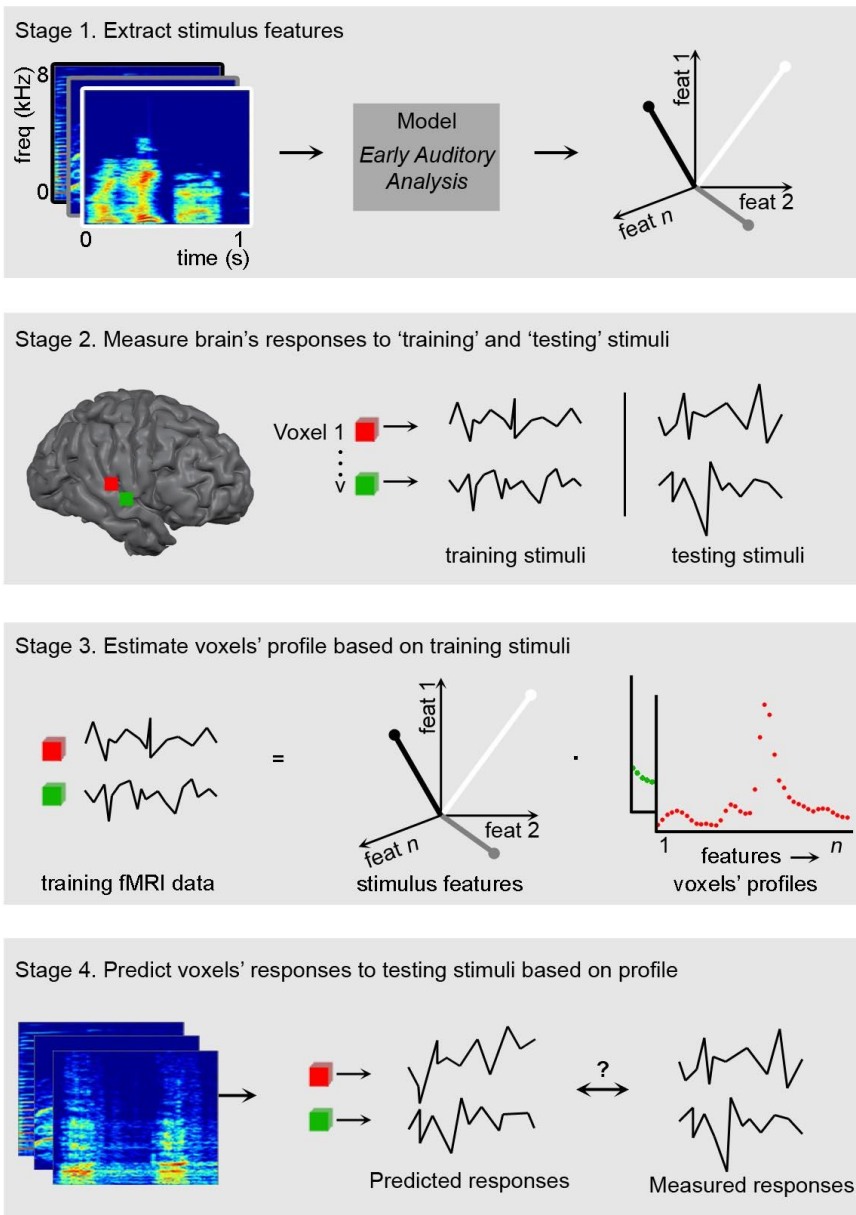 Stage 1. Extract stimulus features
freq (kHz)
8
0
0
1
time (s)
Model
Early Auditory
Analysis
feat 1
feat 2
feat n
Stage 2. Measure brain's responses to 'training' and 'testing' stimuli
Voxel 1
v
training stimuli
testing stimuli
Stage 3. Estimate voxels' profile based on training stimuli
=
feat 1
feat 2
feat n
.
1
n
features →
training fMRI data
stimulus features
voxels' profiles
Stage 4. Predict voxels' responses to testing stimuli based on profile
?
Predicted responses
Measured responses